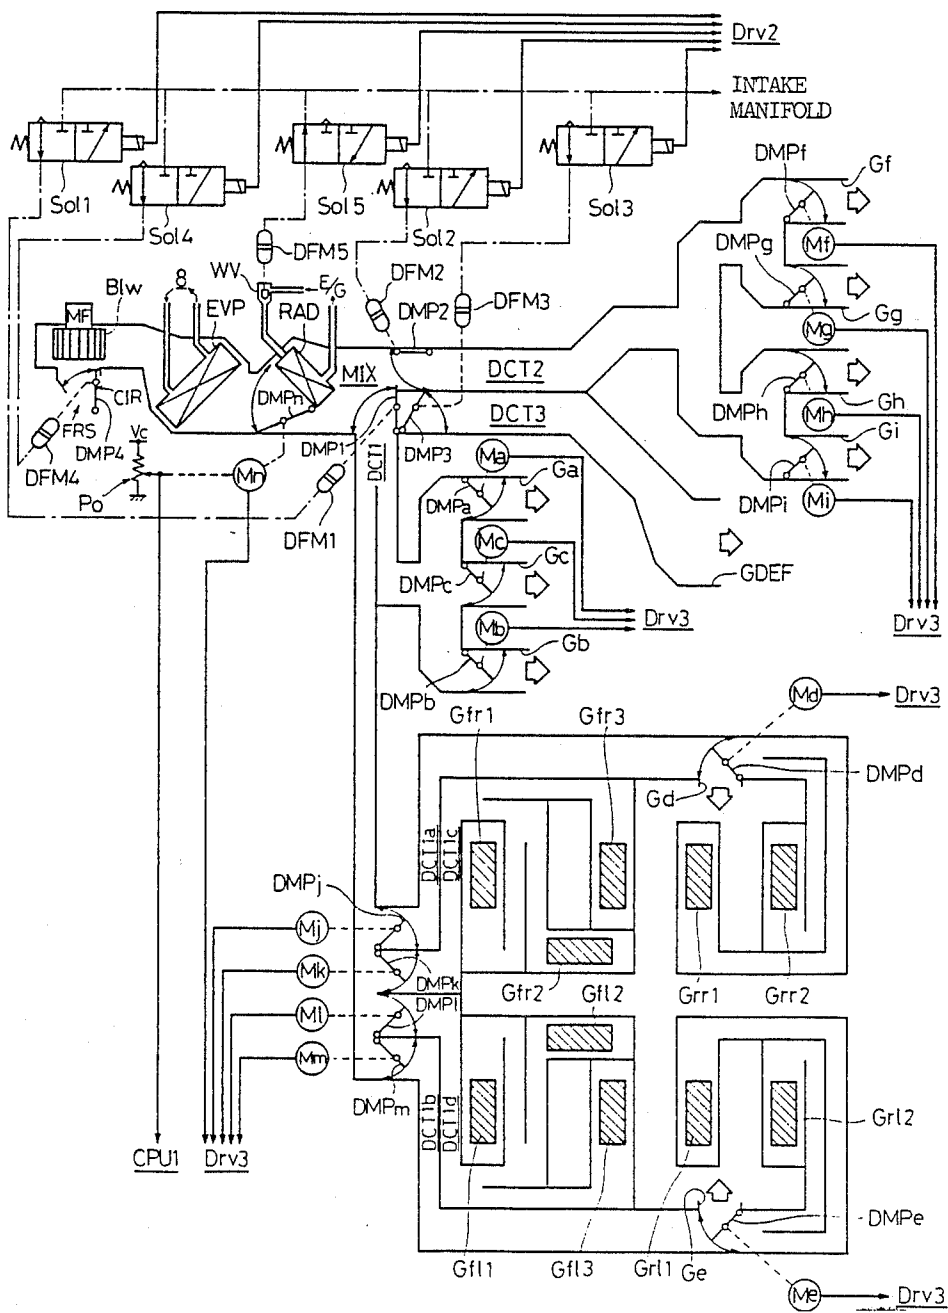 Drv2
INTAKE
MANIFOLD
Sol1
Sol4
Sol5
Sol2
Sol3
DMPf
Gf
DFM5
DFM2
DMPg
Mf
8
WV
E/G
DFM3
Blw
MF
EVP
RAD
DMP2
Mg
Gg
MIX
DCT2
CIR
DMPn
DMPh
Gh
FRS
DMP4
DCT3
Mh
Gi
DFM4
Vc
DMP1
DMP3
Ma
Ga
Po
Mn
DCT1
DMPa
DMPi
Mi
DFM1
Mc
Gc
GDEF
DMPc
Mb
Gb
Drv3
Drv3
DMPb
Gfr1
Gfr3
Md
Drv3
Gd
DMPd
DCT1a
DCT1c
DMPj
Mj
Mk
DMPk
Gfr2
Gfl2
Grr1
Grr2
Ml
DMPl
Mm
DMPm
DCT1b
DCT1d
Grl2
CPU1
Drv3
DMPe
Gfl1
Gfl3
Grl1
Ge
Me
Drv3